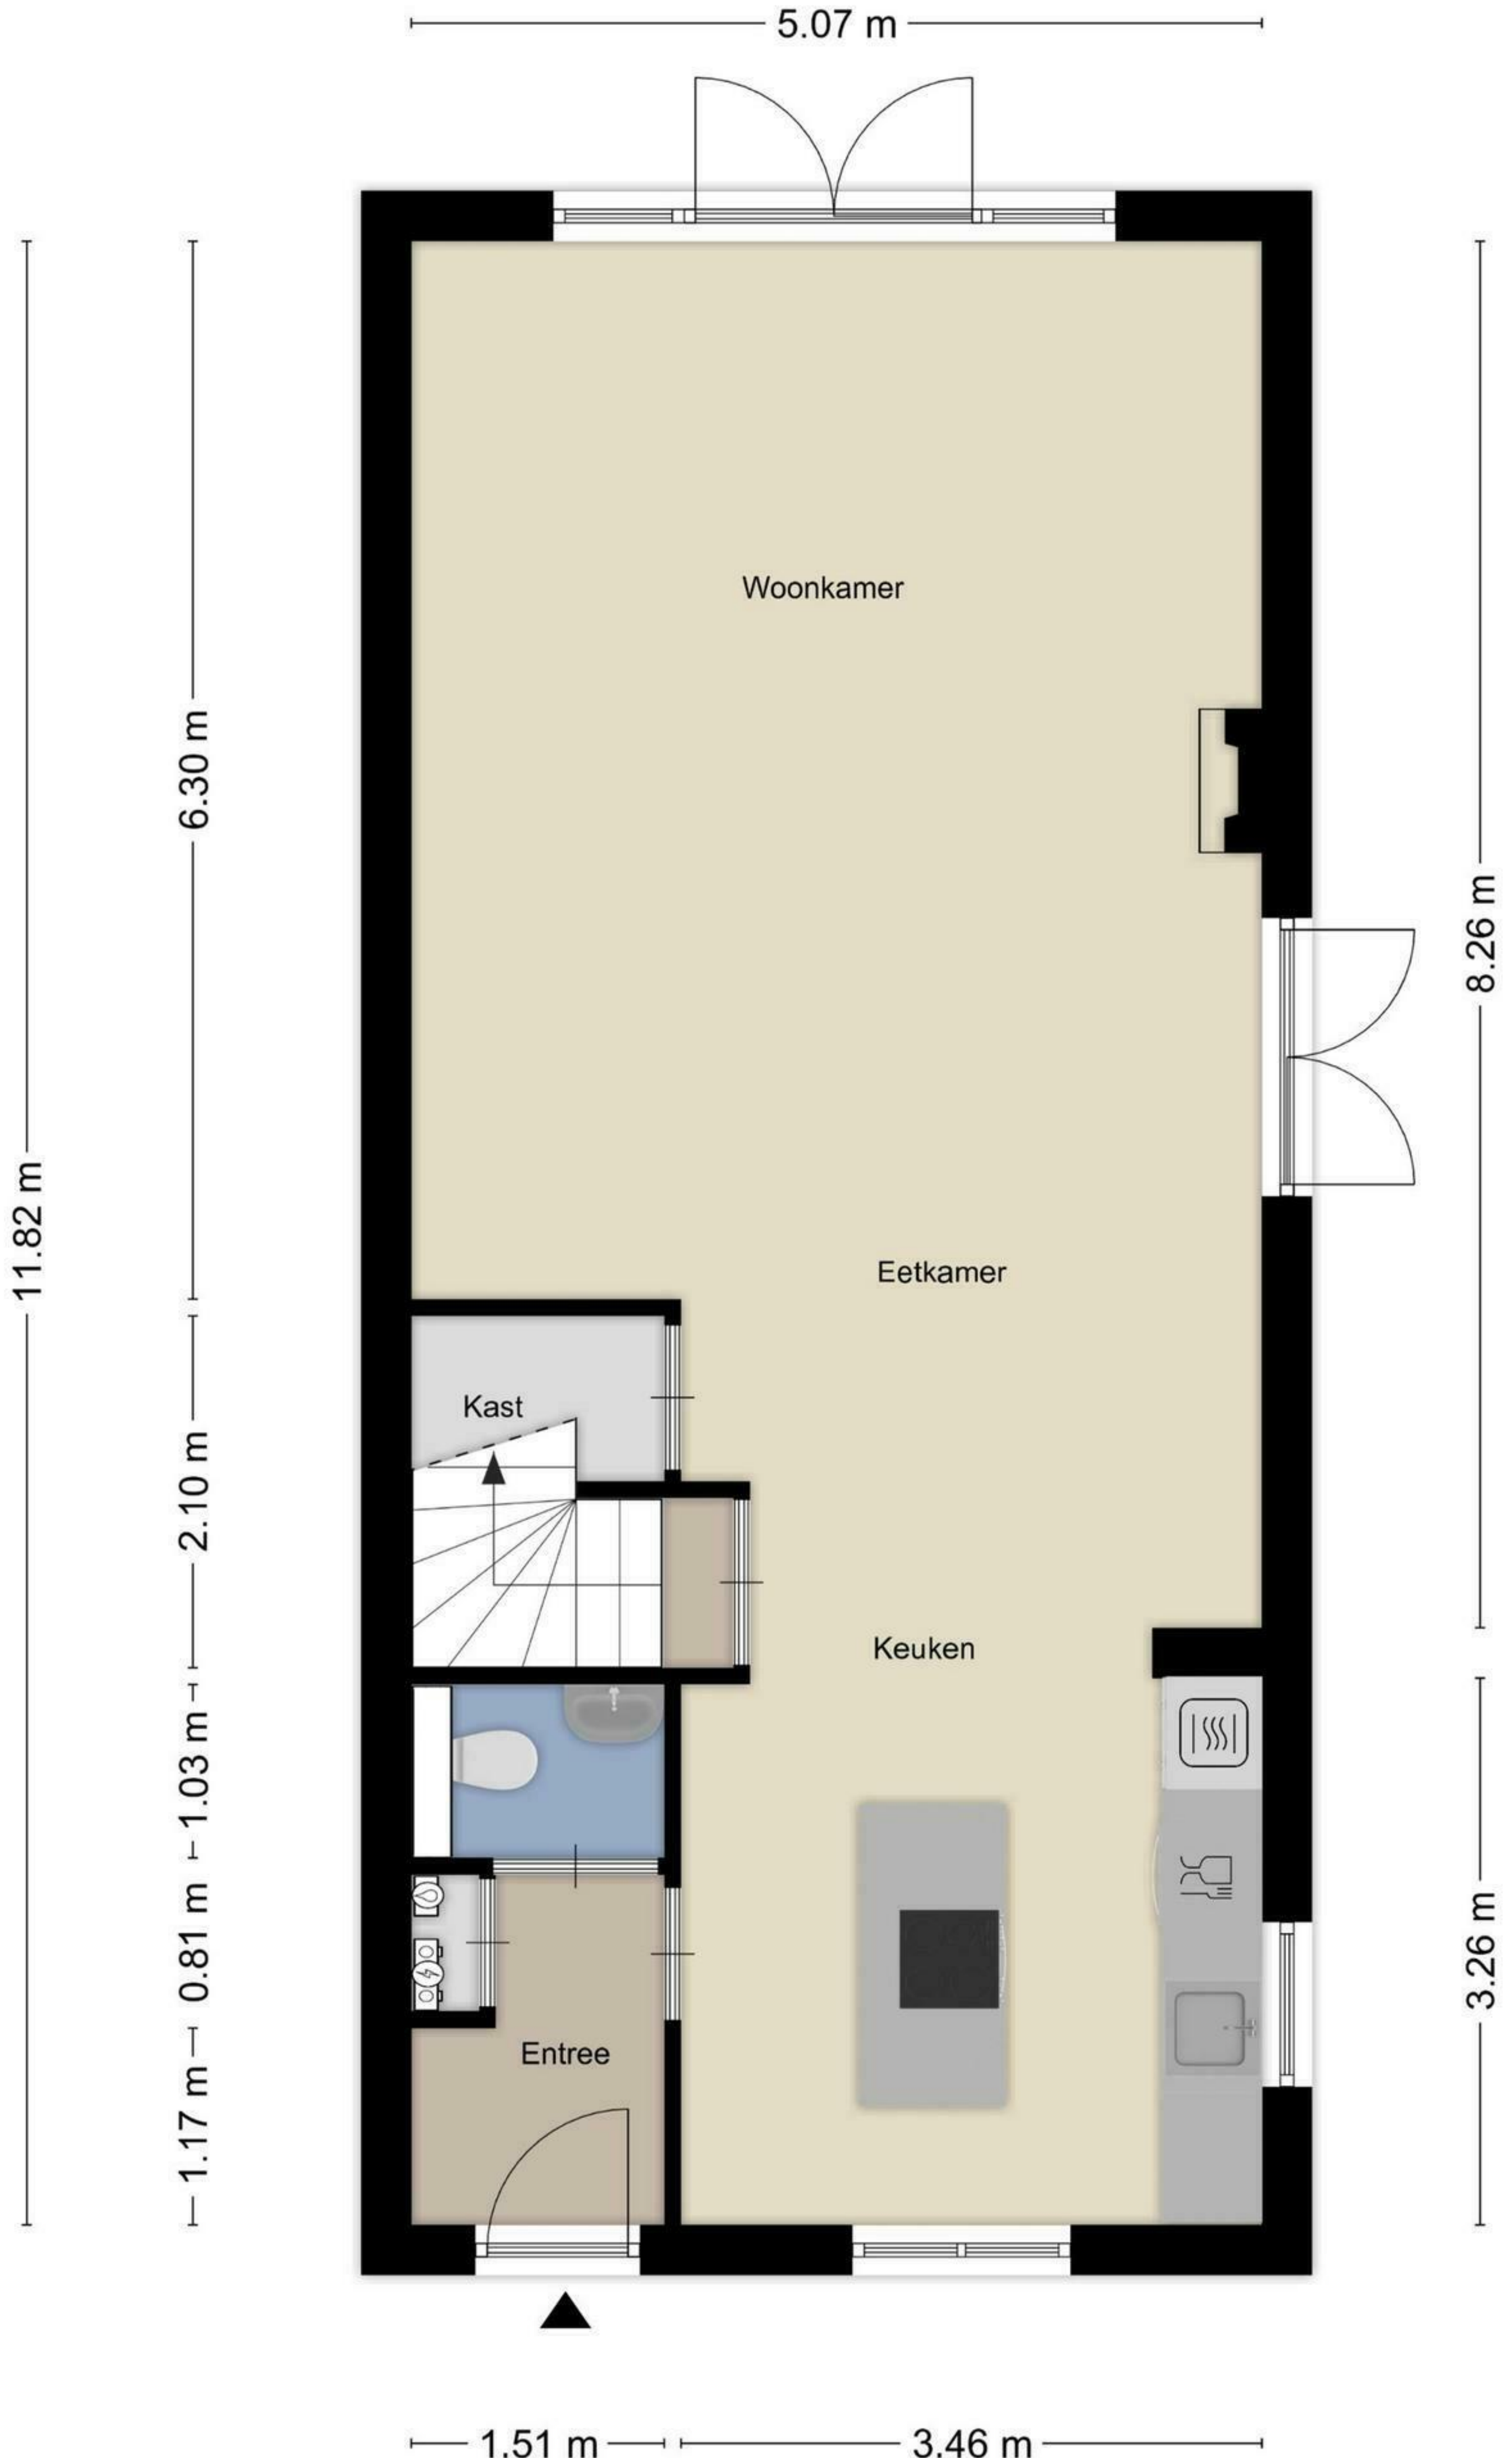 5.07 m
Woonkamer
6.30 m
8.26 m
11.82 m
Eetkamer
Kast
2.10 m
Keuken
1.03 m
0.81 m
3.26 m
Entree
1.17 m
1.51 m
3.46 m